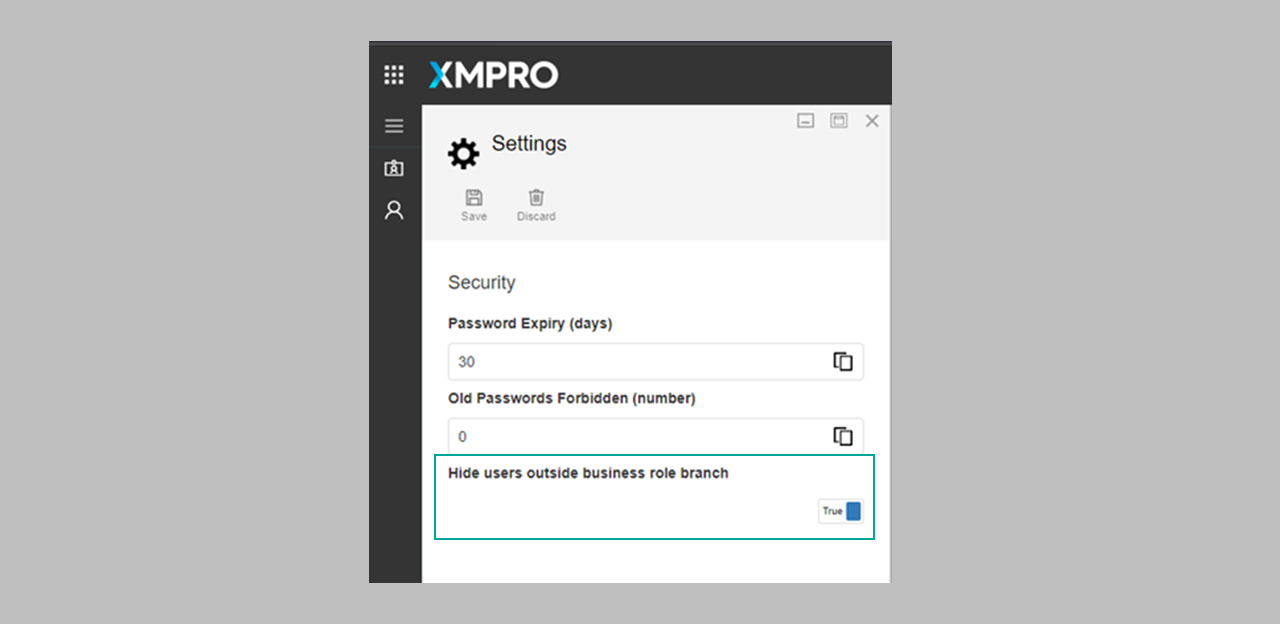 XMPRO
Settings
Save
Discard
Security
Password Expiry (days)
30
Old Passwords Forbidden (number)
0
Hide users outside business role branch
True